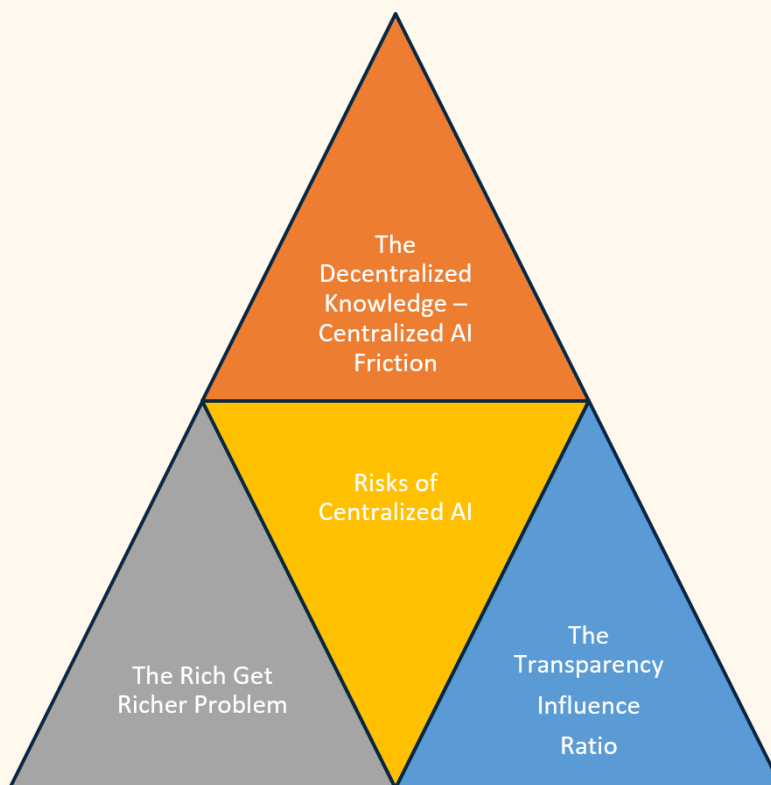 The
Decentralized
Knowledge –
Centralized AI
Friction
Risks of
Centralized AI
The Rich Get
Richer Problem
The
Transparency
Influence
Ratio